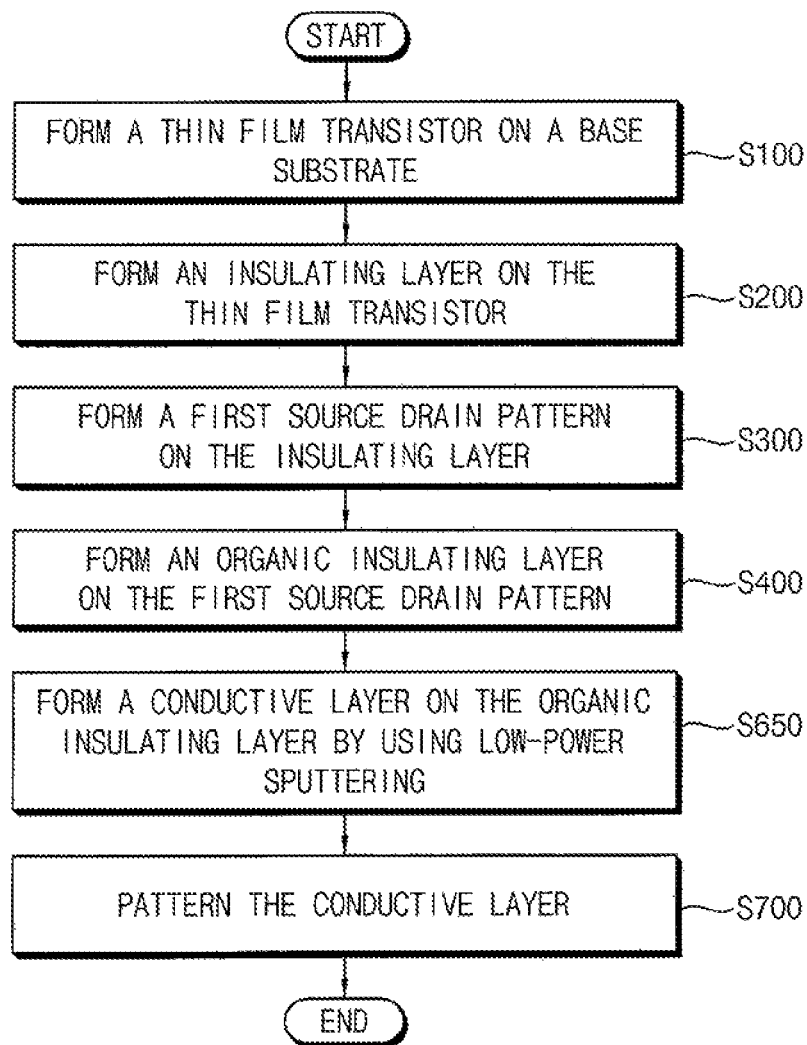 START
FORM A THIN FILM TRANSISTOR ON A BASE
SUBSTRATE
S100
FORM AN INSULATING LAYER ON THE
THIN FILM TRANSISTOR
S200
FORM A FIRST SOURCE DRAIN PATTERN
ON THE INSULATING LAYER
S300
FORM AN ORGANIC INSULATING LAYER
ON THE FIRST SOURCE DRAIN PATTERN
S400
FORM A CONDUCTIVE LAYER ON THE ORGANIC
INSULATING LAYER BY USING LOW-POWER
SPUTTERING
S650
PATTERN THE CONDUCTIVE LAYER
S700
END